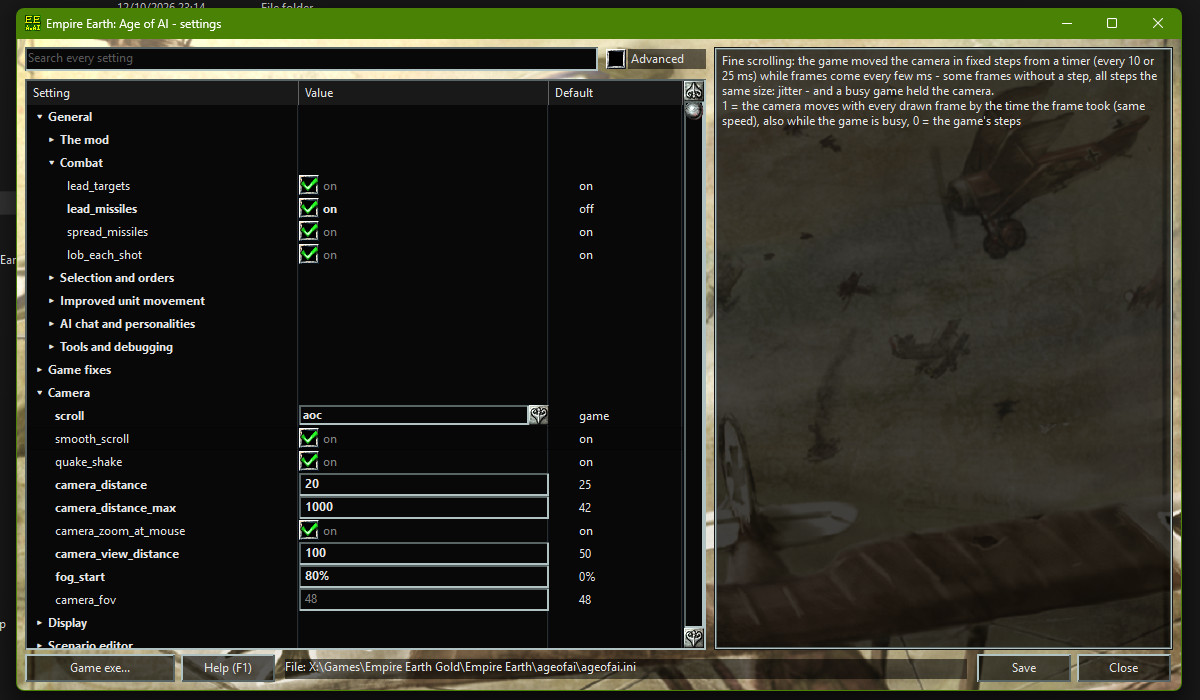 12/10/2026 23:14 File folder
Empire Earth: Age of AI - settings
Search every setting
Advanced
Setting Value Default
General
The mod
Combat
lead_targets on on
lead_missiles on off
spread_missiles on on
lob_each_shot on on
Selection and orders
Improved unit movement
AI chat and personalities
Tools and debugging
Game fixes
Camera
scroll aoc game
smooth_scroll on on
quake_shake on on
camera_distance 20 25
camera_distance_max 1000 42
camera_zoom_at_mouse on on
camera_view_distance 100 50
fog_start 80% 0%
camera_fov 48 48
Display
Scenario editor
Fine scrolling: the game moved the camera in fixed steps from a timer (every 10 or
25 ms) while frames come every few ms - some frames without a step, all steps the
same size: jitter - and a busy game held the camera.
1 = the camera moves with every drawn frame by the time the frame took (same
speed), also while the game is busy, 0 = the game's steps
Game exe... Help (F1) File: X:\Games\Empire Earth Gold\Empire Earth\ageofai\ageofai.ini Save Close
Ear